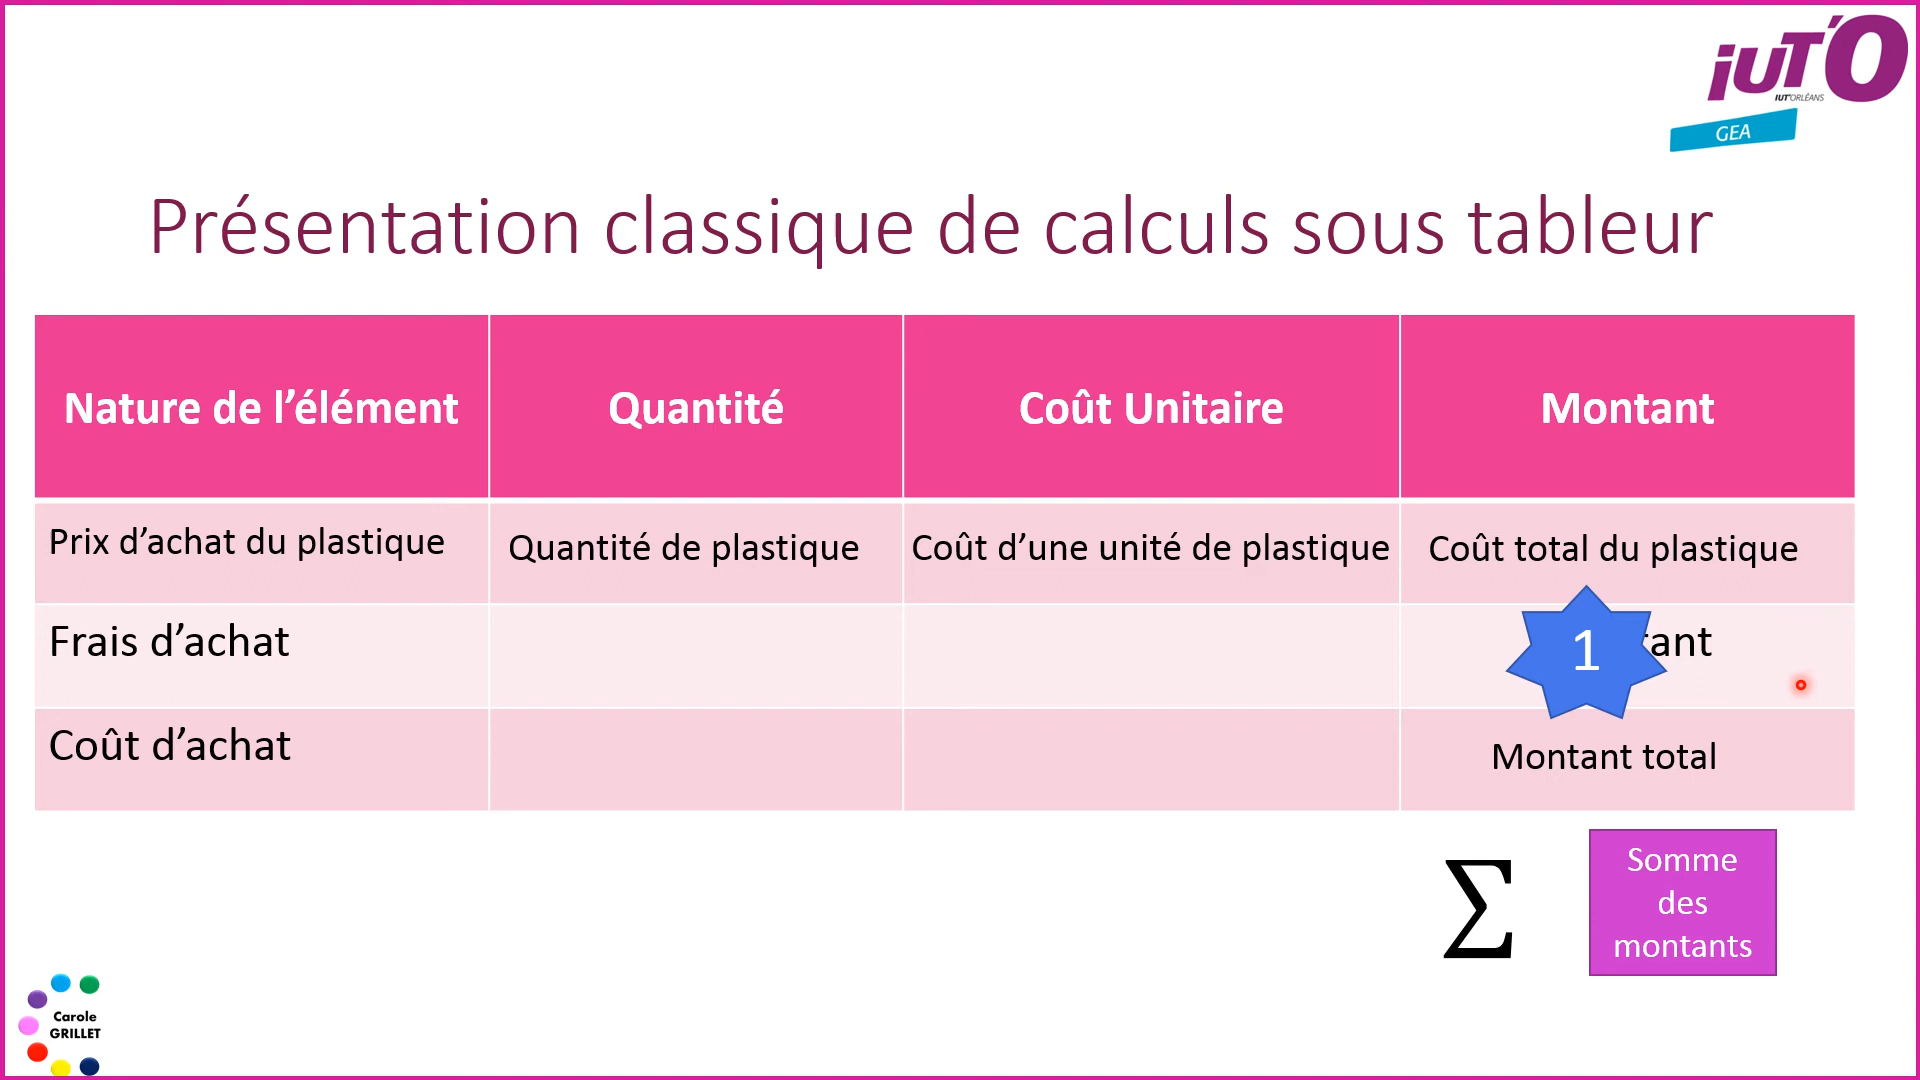 iUT'O
IUT'ORLÉANS
GEA
Présentation classique de calculs sous tableur
Nature de l’élément
Quantité
Coût Unitaire
Montant
Prix d’achat du plastique
Quantité de plastique
Coût d’une unité de plastique
Coût total du plastique
Frais d’achat
1
Coût d’achat
Montant total
∑
Somme
des
montants
Carole
GRILLET